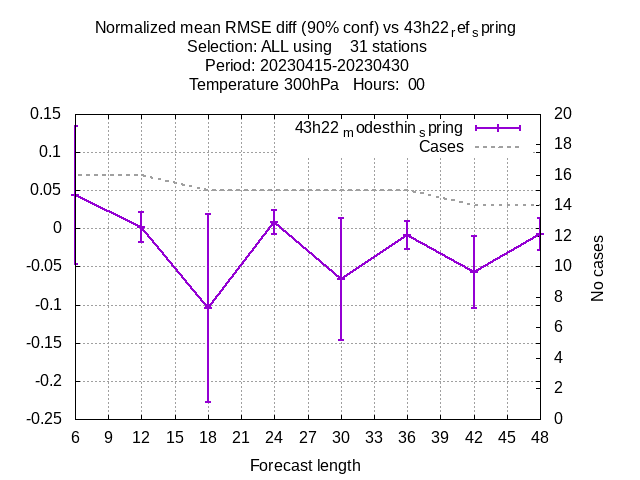 Normalized mean RMSE diff (90% conf) vs 43h22refspring
Selection: ALL using 31 stations
Period: 20230415-20230430
Temperature 300hPa Hours: 00
43h22modesthinspring
Cases
0.15
0.1
0.05
0
-0.05
-0.1
-0.15
-0.2
-0.25
20
18
16
14
12
10
8
6
4
2
0
No cases
6 9 12 15 18 21 24 27 30 33 36 39 42 45 48
Forecast length